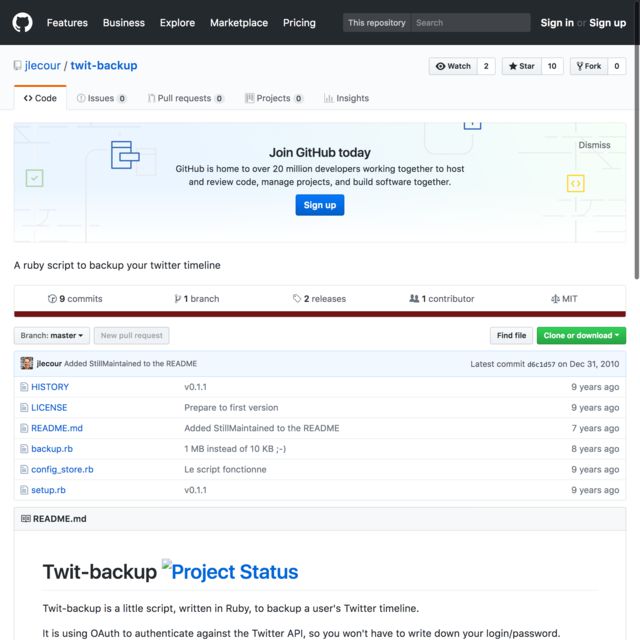 Features Business Explore Marketplace Pricing This repository Search Sign in or Sign up
jlecour / twit-backup Watch 2 Star 10 Fork 0
Code Issues 0 Pull requests 0 Projects 0 Insights
Join GitHub today
Dismiss
GitHub is home to over 20 million developers working together to host
and review code, manage projects, and build software together.
Sign up
A ruby script to backup your twitter timeline
9 commits 1 branch 2 releases 1 contributor MIT
Branch: master New pull request Find file Clone or download
jlecour Added StillMaintained to the README Latest commit d6c1d57 on Dec 31, 2010
HISTORY v0.1.1 9 years ago
LICENSE Prepare to first version 9 years ago
README.md Added StillMaintained to the README 7 years ago
backup.rb 1 MB instead of 10 KB ;-) 8 years ago
config_store.rb Le script fonctionne 9 years ago
setup.rb v0.1.1 9 years ago
README.md
Twit-backup Project Status
Twit-backup is a little script, written in Ruby, to backup a user's Twitter timeline.
It is using OAuth to authenticate against the Twitter API, so you won't have to write down your login/password.